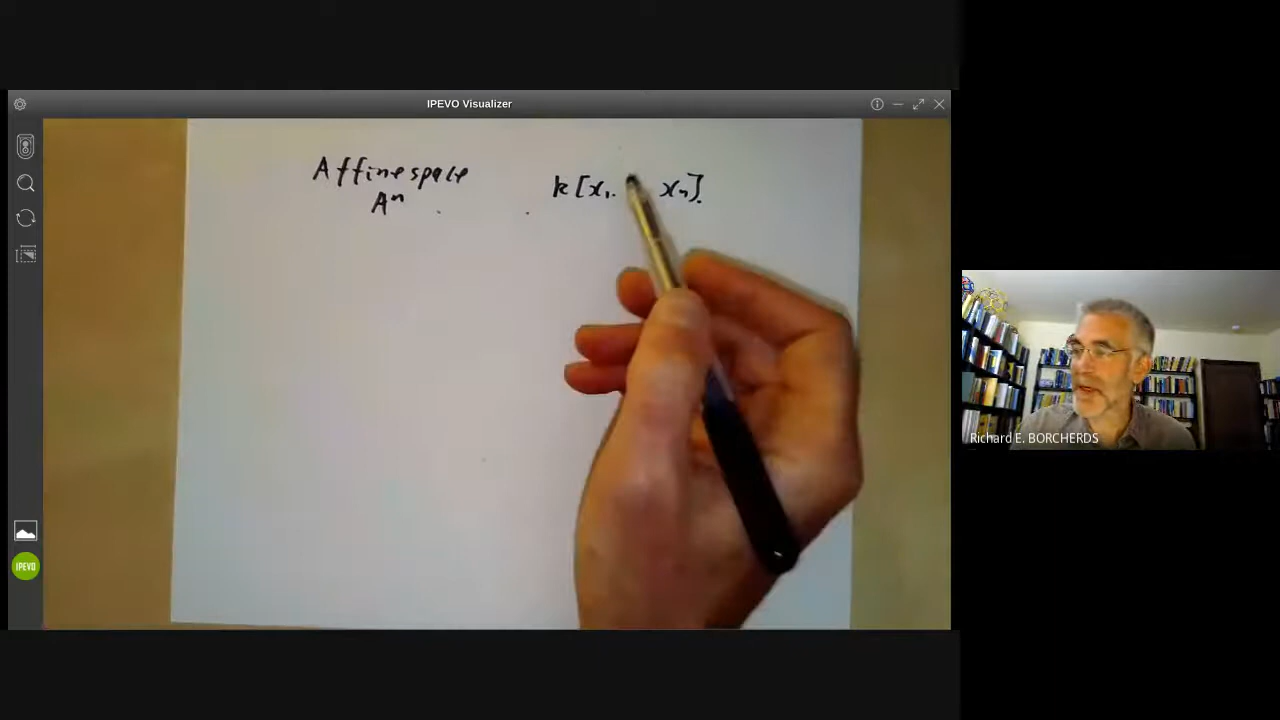 IPEVO Visualizer
Affine space
Aⁿ
k[x₁. xₙ].
Richard E. BORCHERDS
IPEVO